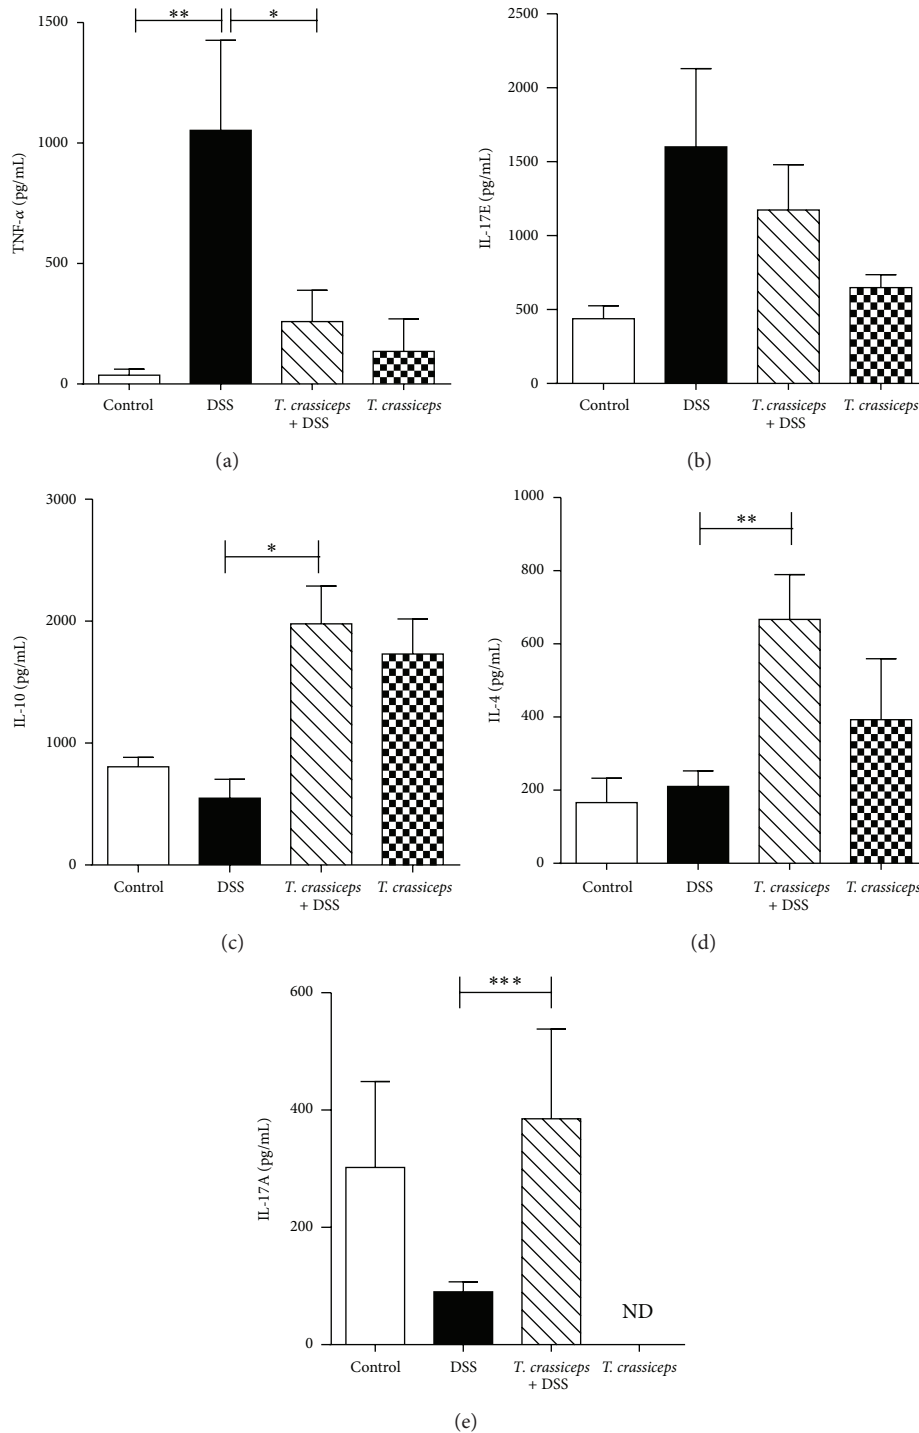 **
*
1500
1000
500
0
TNF-α (pg/mL)
Control
DSS
T. crassiceps
+ DSS
T. crassiceps
(a)
2500
2000
1500
1000
500
0
IL-17E (pg/mL)
Control
DSS
T. crassiceps
+ DSS
T. crassiceps
(b)
3000
2000
1000
0
IL-10 (pg/mL)
*
Control
DSS
T. crassiceps
+ DSS
T. crassiceps
(c)
1000
800
600
400
200
0
IL-4 (pg/mL)
**
Control
DSS
T. crassiceps
+ DSS
T. crassiceps
(d)
600
400
200
0
IL-17A (pg/mL)
***
ND
Control
DSS
T. crassiceps
+ DSS
T. crassiceps
(e)